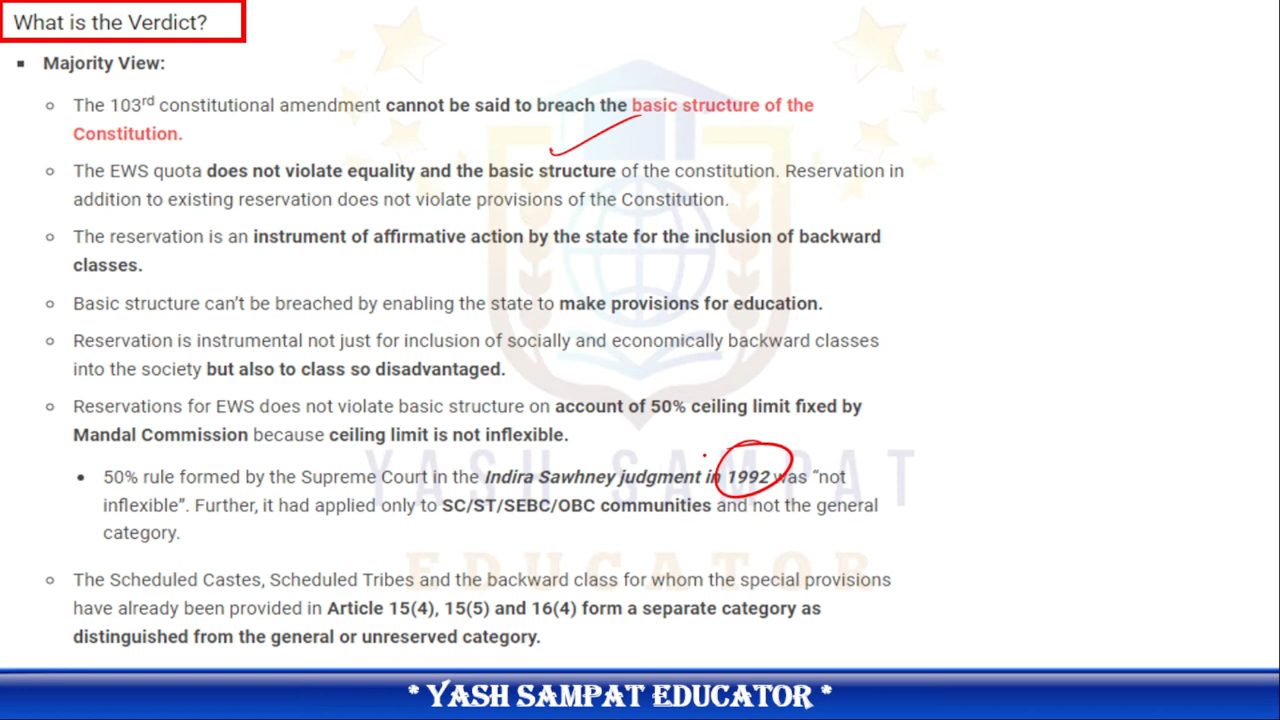 What is the Verdict?
▪ Majority View:
○ The 103rd constitutional amendment cannot be said to breach the basic structure of the
Constitution.
○ The EWS quota does not violate equality and the basic structure of the constitution. Reservation in
addition to existing reservation does not violate provisions of the Constitution.
○ The reservation is an instrument of affirmative action by the state for the inclusion of backward
classes.
○ Basic structure can't be breached by enabling the state to make provisions for education.
○ Reservation is instrumental not just for inclusion of socially and economically backward classes
into the society but also to class so disadvantaged.
○ Reservations for EWS does not violate basic structure on account of 50% ceiling limit fixed by
Mandal Commission because ceiling limit is not inflexible.
• 50% rule formed by the Supreme Court in the Indira Sawhney judgment in 1992 was “not
inflexible”. Further, it had applied only to SC/ST/SEBC/OBC communities and not the general
category.
○ The Scheduled Castes, Scheduled Tribes and the backward class for whom the special provisions
have already been provided in Article 15(4), 15(5) and 16(4) form a separate category as
distinguished from the general or unreserved category.
YASH SAMPAT
EDUCATOR
* YASH SAMPAT EDUCATOR *